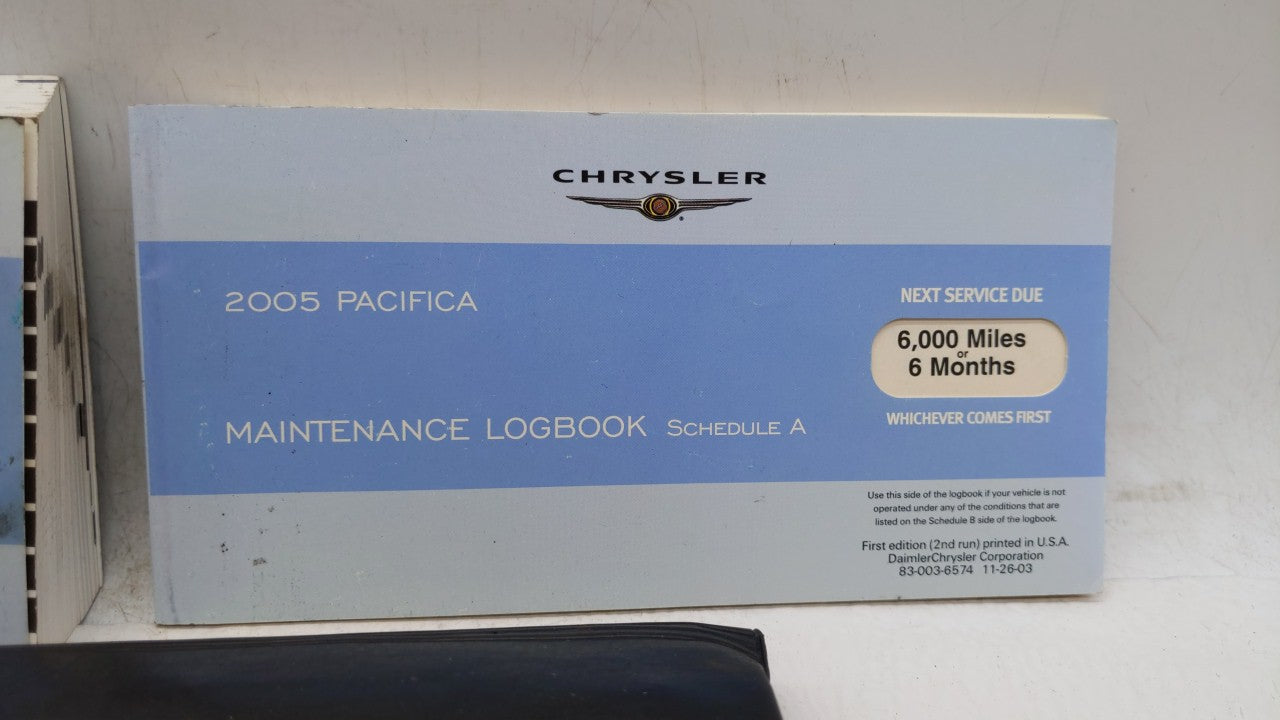 CHRYSLER
2005 PACIFICA
NEXT SERVICE DUE
6,000 Miles
or
6 Months
WHICHEVER COMES FIRST
MAINTENANCE LOGBOOK SCHEDULE A
Use this side of the logbook if your vehicle is not
operated under any of the conditions that are
listed on the Schedule B side of the logbook.
First edition (2nd run) printed in U.S.A.
DaimlerChrysler Corporation
83-003-6574 11-26-03